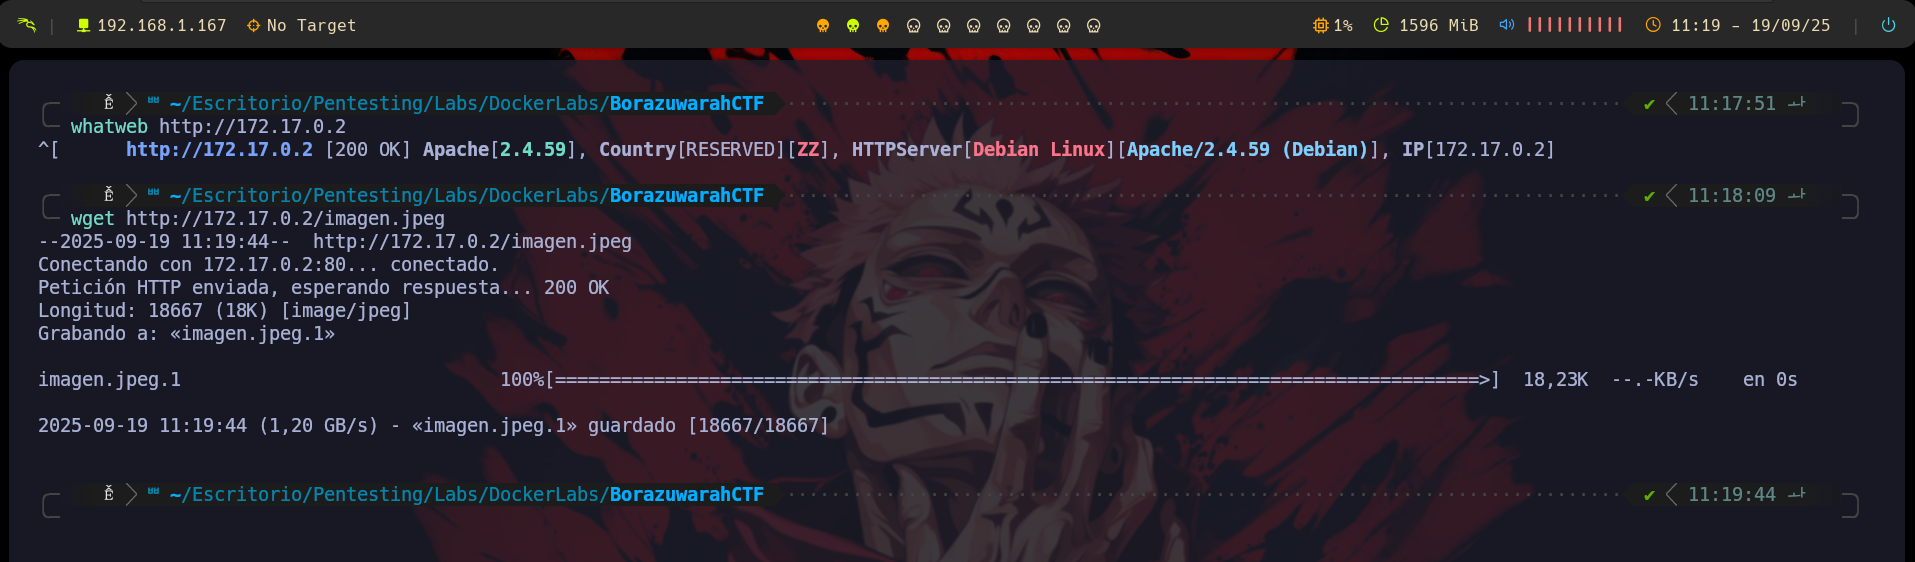 192.168.1.167 No Target 1% 1596 MiB 11:19 - 19/09/25
~/Escritorio/Pentesting/Labs/DockerLabs/BorazuwarahCTF ✔ 11:17:51
whatweb http://172.17.0.2
^[ http://172.17.0.2 [200 OK] Apache[2.4.59], Country[RESERVED][ZZ], HTTPServer[Debian Linux][Apache/2.4.59 (Debian)], IP[172.17.0.2]
~/Escritorio/Pentesting/Labs/DockerLabs/BorazuwarahCTF ✔ 11:18:09
wget http://172.17.0.2/imagen.jpeg
--2025-09-19 11:19:44-- http://172.17.0.2/imagen.jpeg
Conectando con 172.17.0.2:80... conectado.
Petición HTTP enviada, esperando respuesta... 200 OK
Longitud: 18667 (18K) [image/jpeg]
Grabando a: «imagen.jpeg.1»
imagen.jpeg.1 100%[====================================================================================>] 18,23K --.-KB/s en 0s
2025-09-19 11:19:44 (1,20 GB/s) - «imagen.jpeg.1» guardado [18667/18667]
~/Escritorio/Pentesting/Labs/DockerLabs/BorazuwarahCTF ✔ 11:19:44